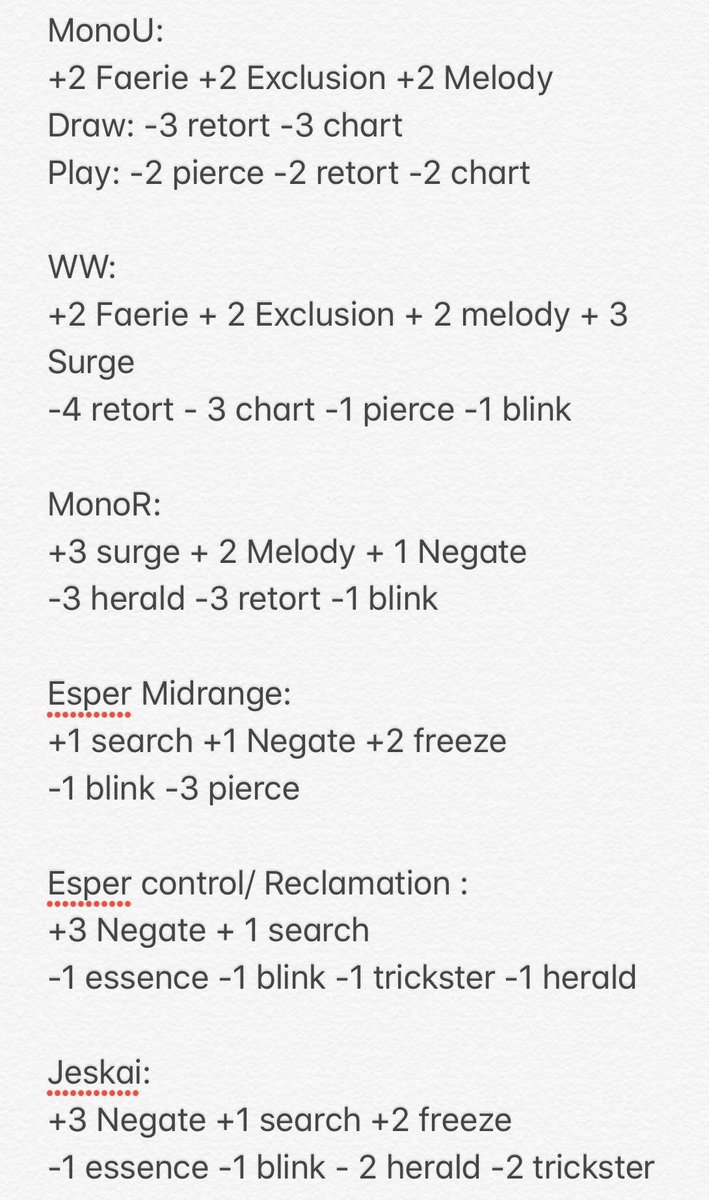 MonoU:
+2 Faerie +2 Exclusion +2 Melody
Draw: -3 retort -3 chart
Play: -2 pierce -2 retort -2 chart
WW:
+2 Faerie + 2 Exclusion + 2 melody + 3
Surge
-4 retort - 3 chart -1 pierce -1 blink
MonoR:
+3 surge + 2 Melody + 1 Negate
-3 herald -3 retort -1 blink
Esper Midrange:
+1 search +1 Negate +2 freeze
-1 blink -3 pierce
Esper control/ Reclamation :
+3 Negate + 1 search
-1 essence -1 blink -1 trickster -1 herald
Jeskai:
+3 Negate +1 search +2 freeze
-1 essence -1 blink - 2 herald -2 trickster